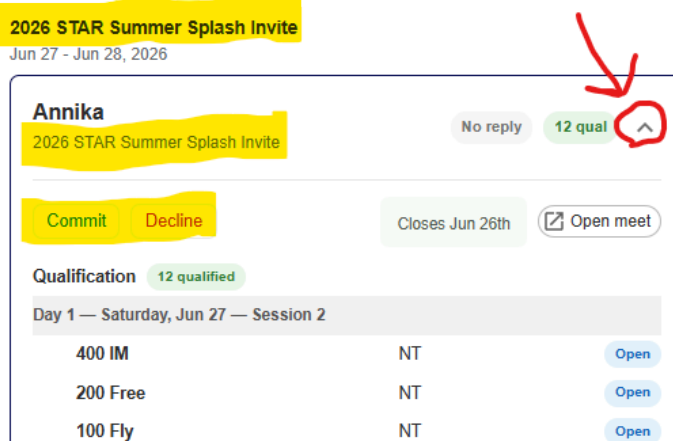 2026 STAR Summer Splash Invite
Jun 27 - Jun 28, 2026
Annika
2026 STAR Summer Splash Invite
No reply 12 qual
Commit Decline Closes Jun 26th Open meet
Qualification 12 qualified
Day 1 — Saturday, Jun 27 — Session 2
400 IM NT Open
200 Free NT Open
100 Fly NT Open